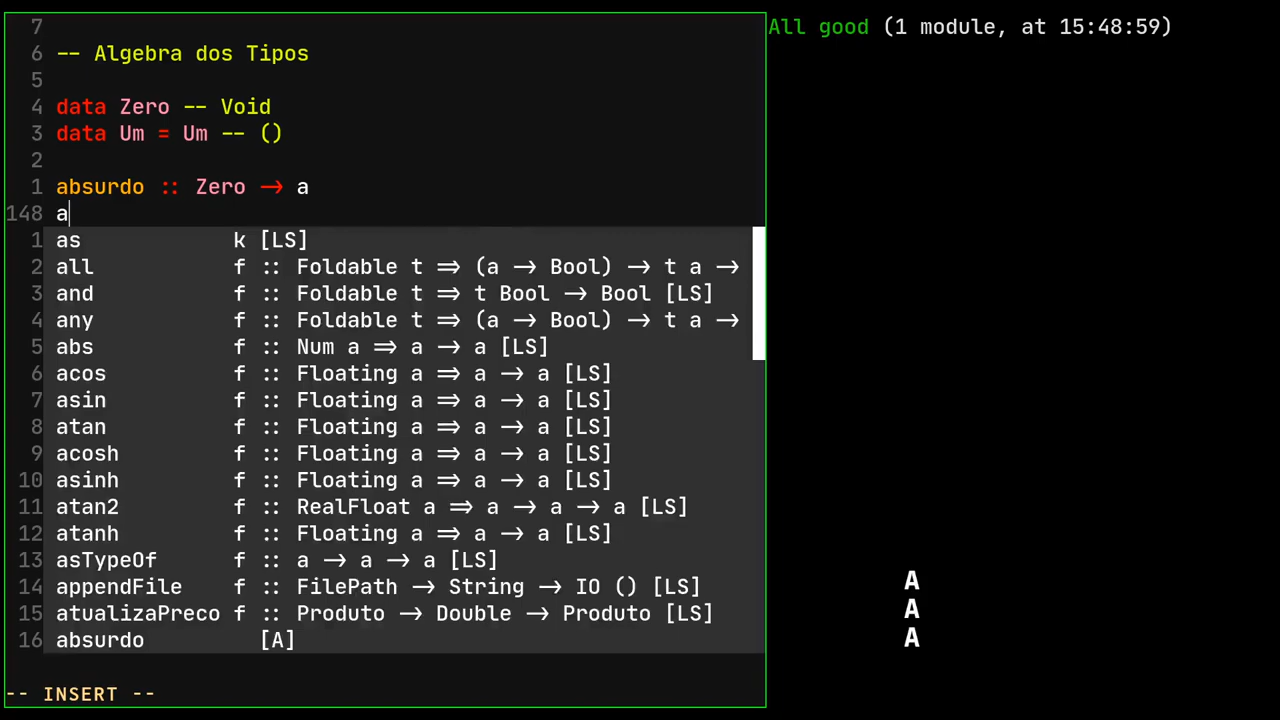 7
6 -- Algebra dos Tipos
5
4 data Zero -- Void
3 data Um = Um -- ()
2
1 absurdo :: Zero → a
148 a
1 as k [LS]
2 all f :: Foldable t ⇒ (a → Bool) → t a →
3 and f :: Foldable t ⇒ t Bool → Bool [LS]
4 any f :: Foldable t ⇒ (a → Bool) → t a →
5 abs f :: Num a ⇒ a → a [LS]
6 acos f :: Floating a ⇒ a → a [LS]
7 asin f :: Floating a ⇒ a → a [LS]
8 atan f :: Floating a ⇒ a → a [LS]
9 acosh f :: Floating a ⇒ a → a [LS]
10 asinh f :: Floating a ⇒ a → a [LS]
11 atan2 f :: RealFloat a ⇒ a → a → a [LS]
12 atanh f :: Floating a ⇒ a → a [LS]
13 asTypeOf f :: a → a → a [LS]
14 appendFile f :: FilePath → String → IO () [LS]
15 atualizaPreco f :: Produto → Double → Produto [LS]
16 absurdo [A]
-- INSERT --
All good (1 module, at 15:48:59)
A
A
A